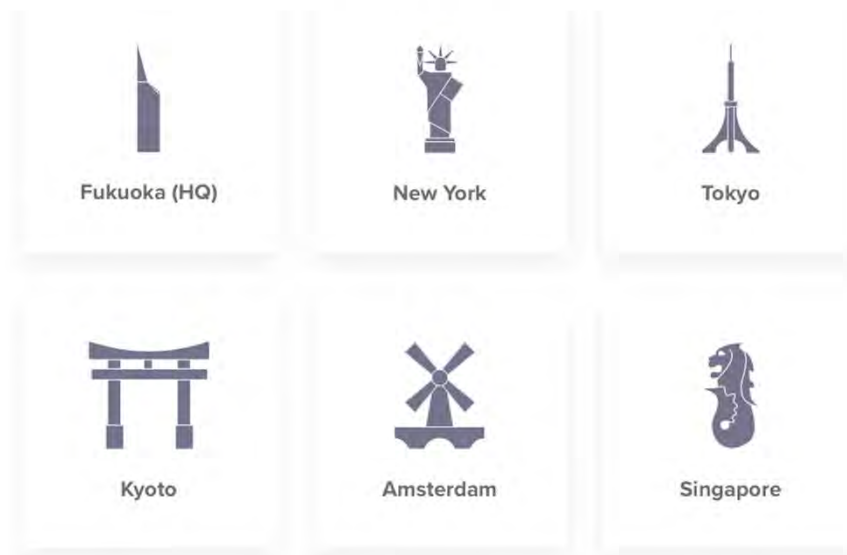 Fukuoka (HQ)
New York
Tokyo
Kyoto
Amsterdam
Singapore